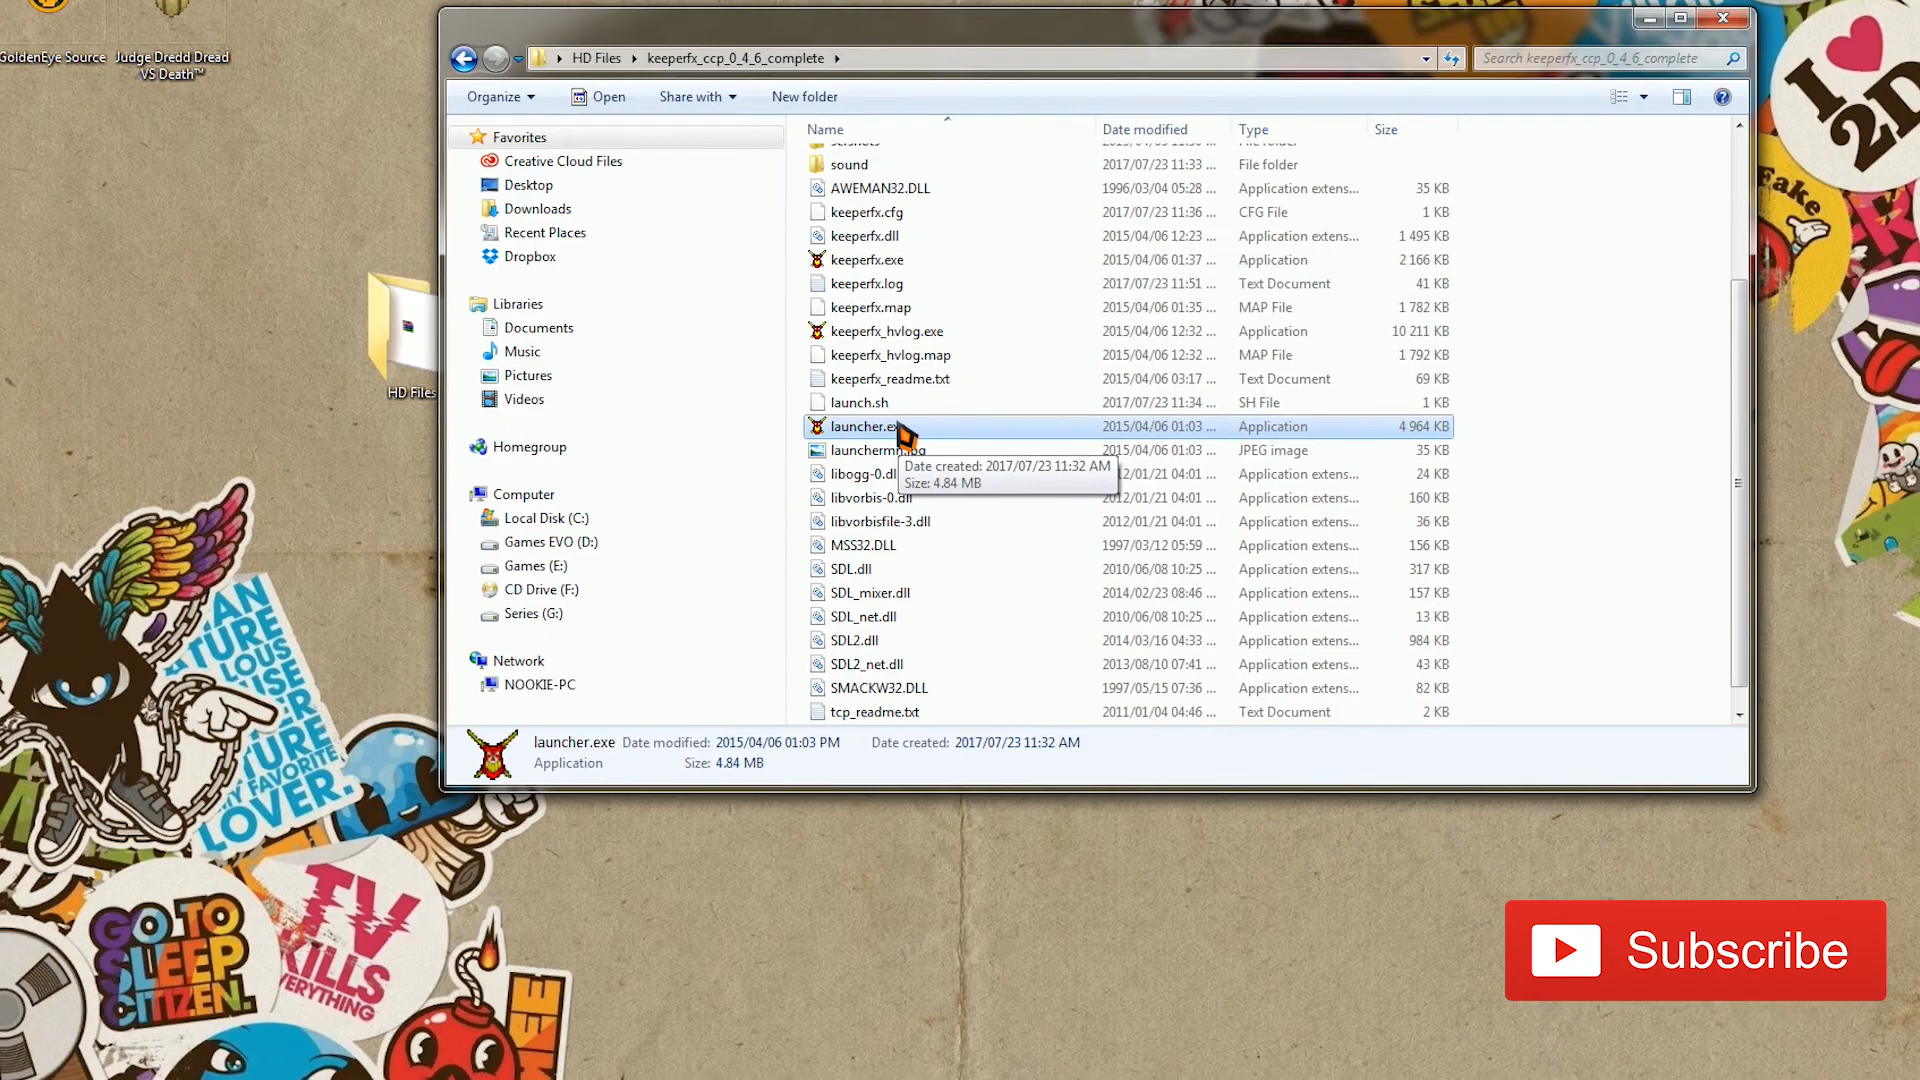 GoldenEye Source
Judge Dredd Dread
VS Death™
HD Files
HD Files
keeperfx_ccp_0_4_6_complete
Search keeperfx_ccp_0_4_6_complete
Organize
Open
Share with
New folder
Favorites
Creative Cloud Files
Desktop
Downloads
Recent Places
Dropbox
Libraries
Documents
Music
Pictures
Videos
Homegroup
Computer
Local Disk (C:)
Games EVO (D:)
Games (E:)
CD Drive (F:)
Series (G:)
Network
NOOKIE-PC
Name Date modified Type Size
sound 2017/07/23 11:33 ... File folder
AWEMAN32.DLL 1996/03/04 05:28 ... Application extens... 35 KB
keeperfx.cfg 2017/07/23 11:36 ... CFG File 1 KB
keeperfx.dll 2015/04/06 12:23 ... Application extens... 1 495 KB
keeperfx.exe 2015/04/06 01:37 ... Application 2 166 KB
keeperfx.log 2017/07/23 11:51 ... Text Document 41 KB
keeperfx.map 2015/04/06 01:35 ... MAP File 1 782 KB
keeperfx_hvlog.exe 2015/04/06 12:32 ... Application 10 211 KB
keeperfx_hvlog.map 2015/04/06 12:32 ... MAP File 1 792 KB
keeperfx_readme.txt 2015/04/06 03:17 ... Text Document 69 KB
launch.sh 2017/07/23 11:34 ... SH File 1 KB
launcher.ex 2015/04/06 01:03 ... Application 4 964 KB
2015/04/06 01:03 ... JPEG image 35 KB
Date created: 2017/07/23 11:32 AM
Size: 4.84 MB
libogg-0.dl 12/01/21 04:01 ... Application extens... 24 KB
libvorbis-0.dll 2012/01/21 04:01 ... Application extens... 160 KB
libvorbisfile-3.dll 2012/01/21 04:01 ... Application extens... 36 KB
MSS32.DLL 1997/03/12 05:59 ... Application extens... 156 KB
SDL.dll 2010/06/08 10:25 ... Application extens... 317 KB
SDL_mixer.dll 2014/02/23 08:46 ... Application extens... 157 KB
SDL_net.dll 2010/06/08 10:25 ... Application extens... 13 KB
SDL2.dll 2014/03/16 04:33 ... Application extens... 984 KB
SDL2_net.dll 2013/08/10 07:41 ... Application extens... 43 KB
SMACKW32.DLL 1997/05/15 07:36 ... Application extens... 82 KB
tcp_readme.txt 2011/01/04 04:46 ... Text Document 2 KB
launcher.exe Date modified: 2015/04/06 01:03 PM Date created: 2017/07/23 11:32 AM
Application Size: 4.84 MB
I
2D
Fake
MY FAVORITE
LOVER.
GO TO
SLEEP
CITIZEN.
TV
KILLS
EVERYTHING
Subscribe